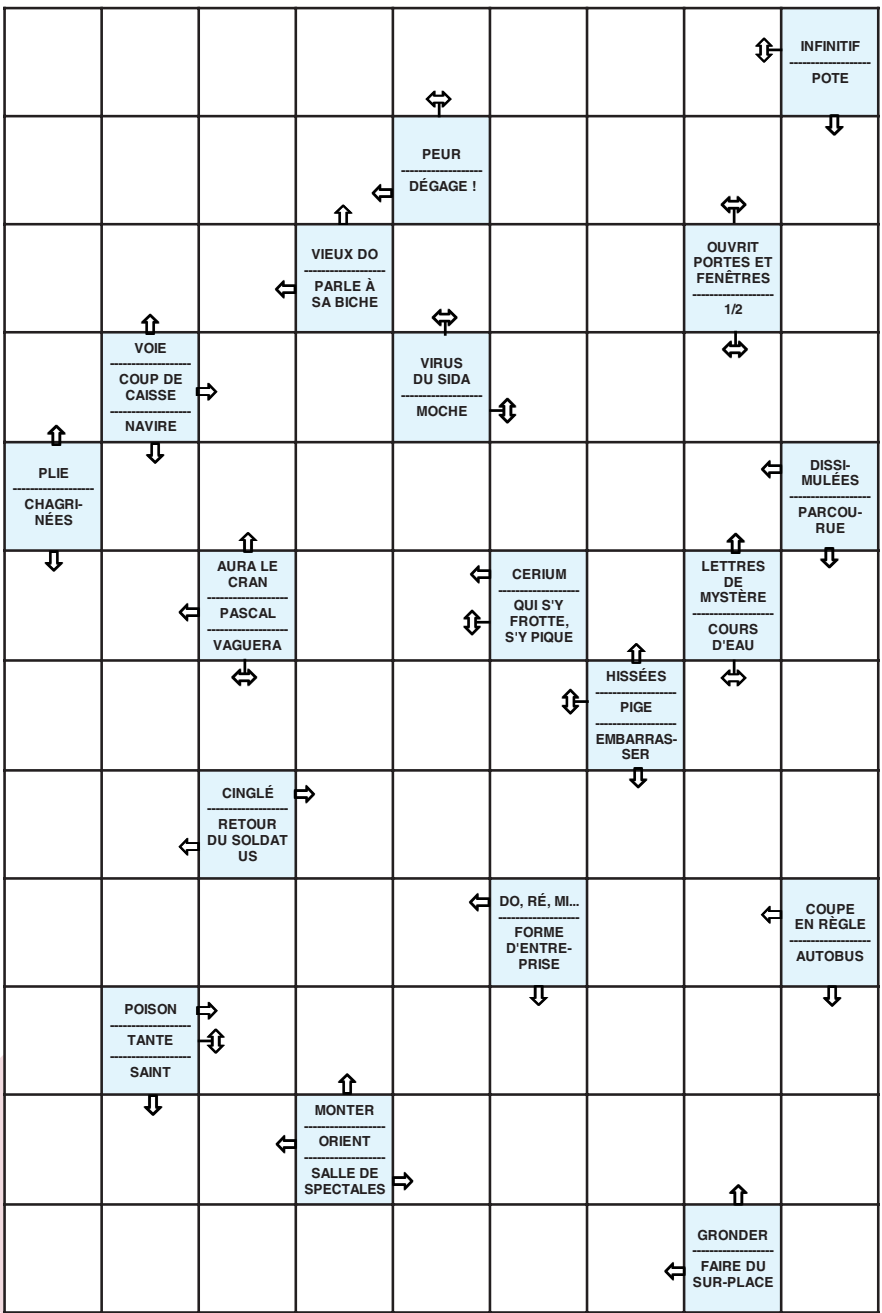 INFINITIF
POTE
PEUR
DÉGAGE !
VIEUX DO
PARLE À
SA BICHE
OUVRIT
PORTES ET
FENÊTRES
1/2
VOIE
COUP DE
CAISSE
NAVIRE
VIRUS
DU SIDA
MOCHE
PLIE
CHAGRI-
NÉES
DISSI-
MULÉES
PARCOU-
RUE
AURA LE
CRAN
PASCAL
VAGUERA
CERIUM
QUI S'Y
FROTTE,
S'Y PIQUE
LETTRES
DE
MYSTÈRE
COURS
D'EAU
HISSÉES
PIGE
EMBARRAS-
SER
CINGLÉ
RETOUR
DU SOLDAT
US
DO, RÉ, MI...
FORME
D'ENTRE-
PRISE
COUPE
EN RÈGLE
AUTOBUS
POISON
TANTE
SAINT
MONTER
ORIENT
SALLE DE
SPECTALES
GRONDER
FAIRE DU
SUR-PLACE